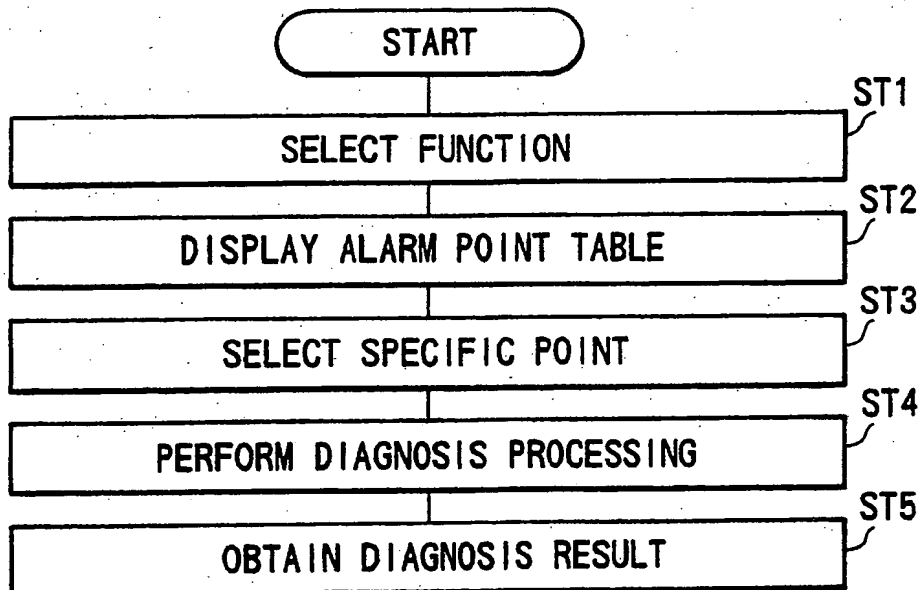 START
ST1
SELECT FUNCTION
ST2
DISPLAY ALARM POINT TABLE
ST3
SELECT SPECIFIC POINT
ST4
PERFORM DIAGNOSIS PROCESSING
ST5
OBTAIN DIAGNOSIS RESULT